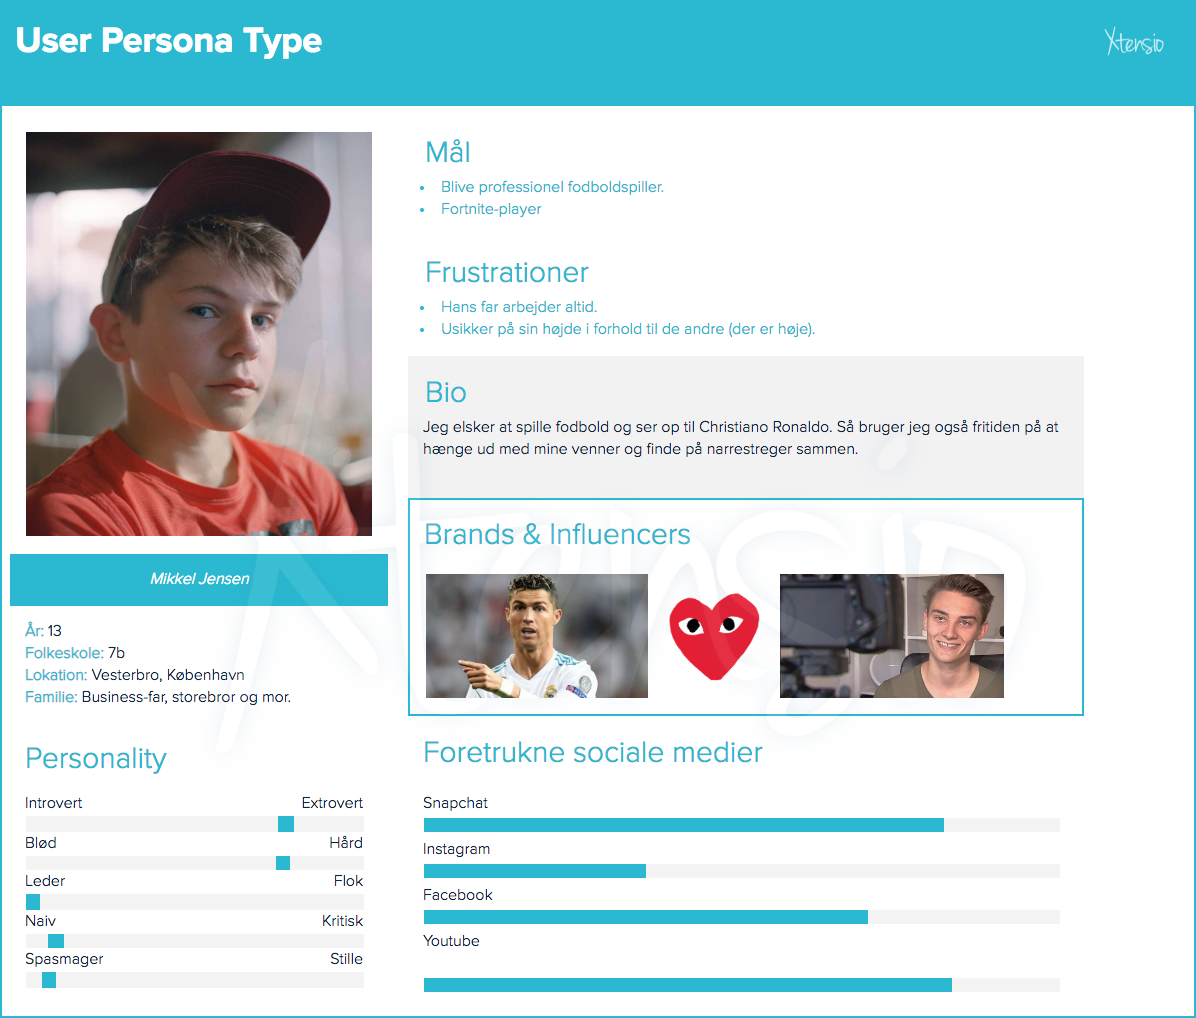 User Persona Type
Xtensio
Mål
Blive professionel fodboldspiller.
Fortnite-player
Frustrationer
Hans far arbejder altid.
Usikker på sin højde i forhold til de andre (der er høje).
Bio
Jeg elsker at spille fodbold og ser op til Christiano Ronaldo. Så bruger jeg også fritiden på at
hænge ud med mine venner og finde på narrestreger sammen.
Brands & Influencers
Mikkel Jensen
År: 13
Folkeskole: 7b
Lokation: Vesterbro, København
Familie: Business-far, storebror og mor.
Personality
Introvert Extrovert
Blød Hård
Leder Flok
Naiv Kritisk
Spasmager Stille
Foretrukne sociale medier
Snapchat
Instagram
Facebook
Youtube
Xtensio